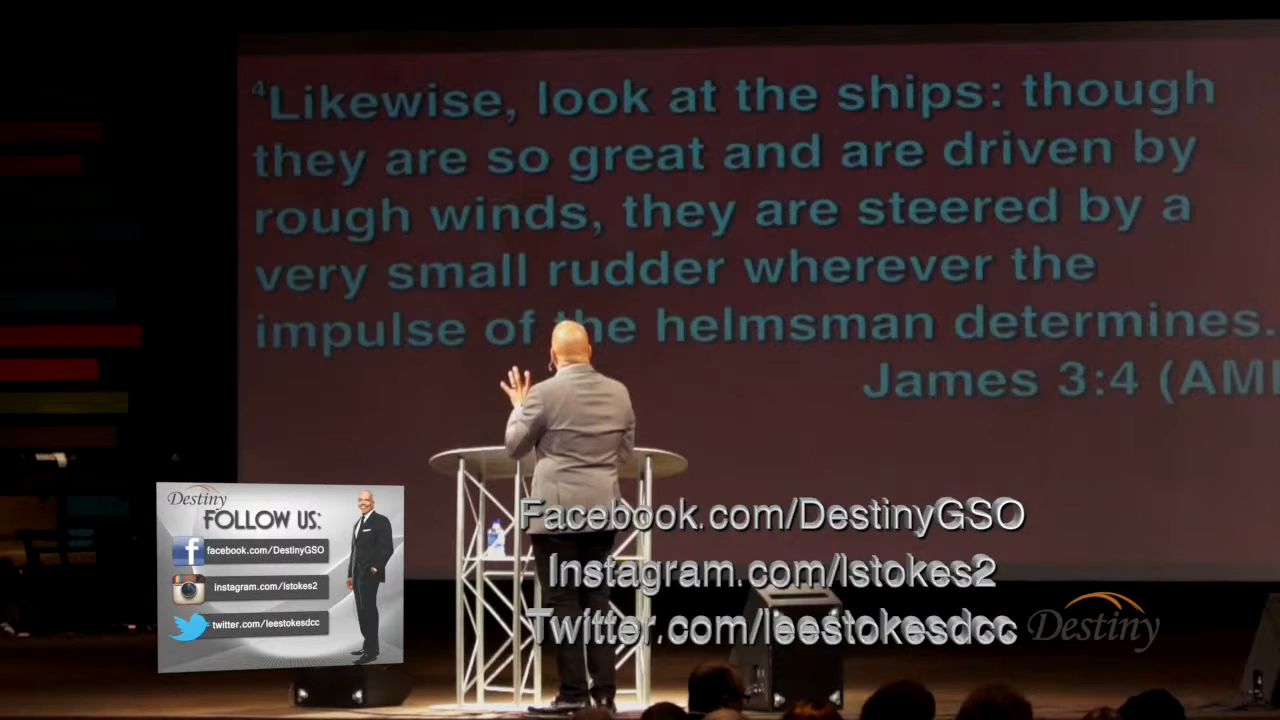 4Likewise, look at the ships: though
they are so great and are driven by
rough winds, they are steered by a
very small rudder wherever the
impulse of the helmsman determines.
James 3:4 (AM
Destiny
FOLLOW US:
facebook.com/DestinyGSO
instagram.com/lstokes2
twitter.com/leestokesdcc
Facebook.com/DestinyGSO
Instagram.com/lstokes2
Twitter.com/leestokesdcc
Destiny